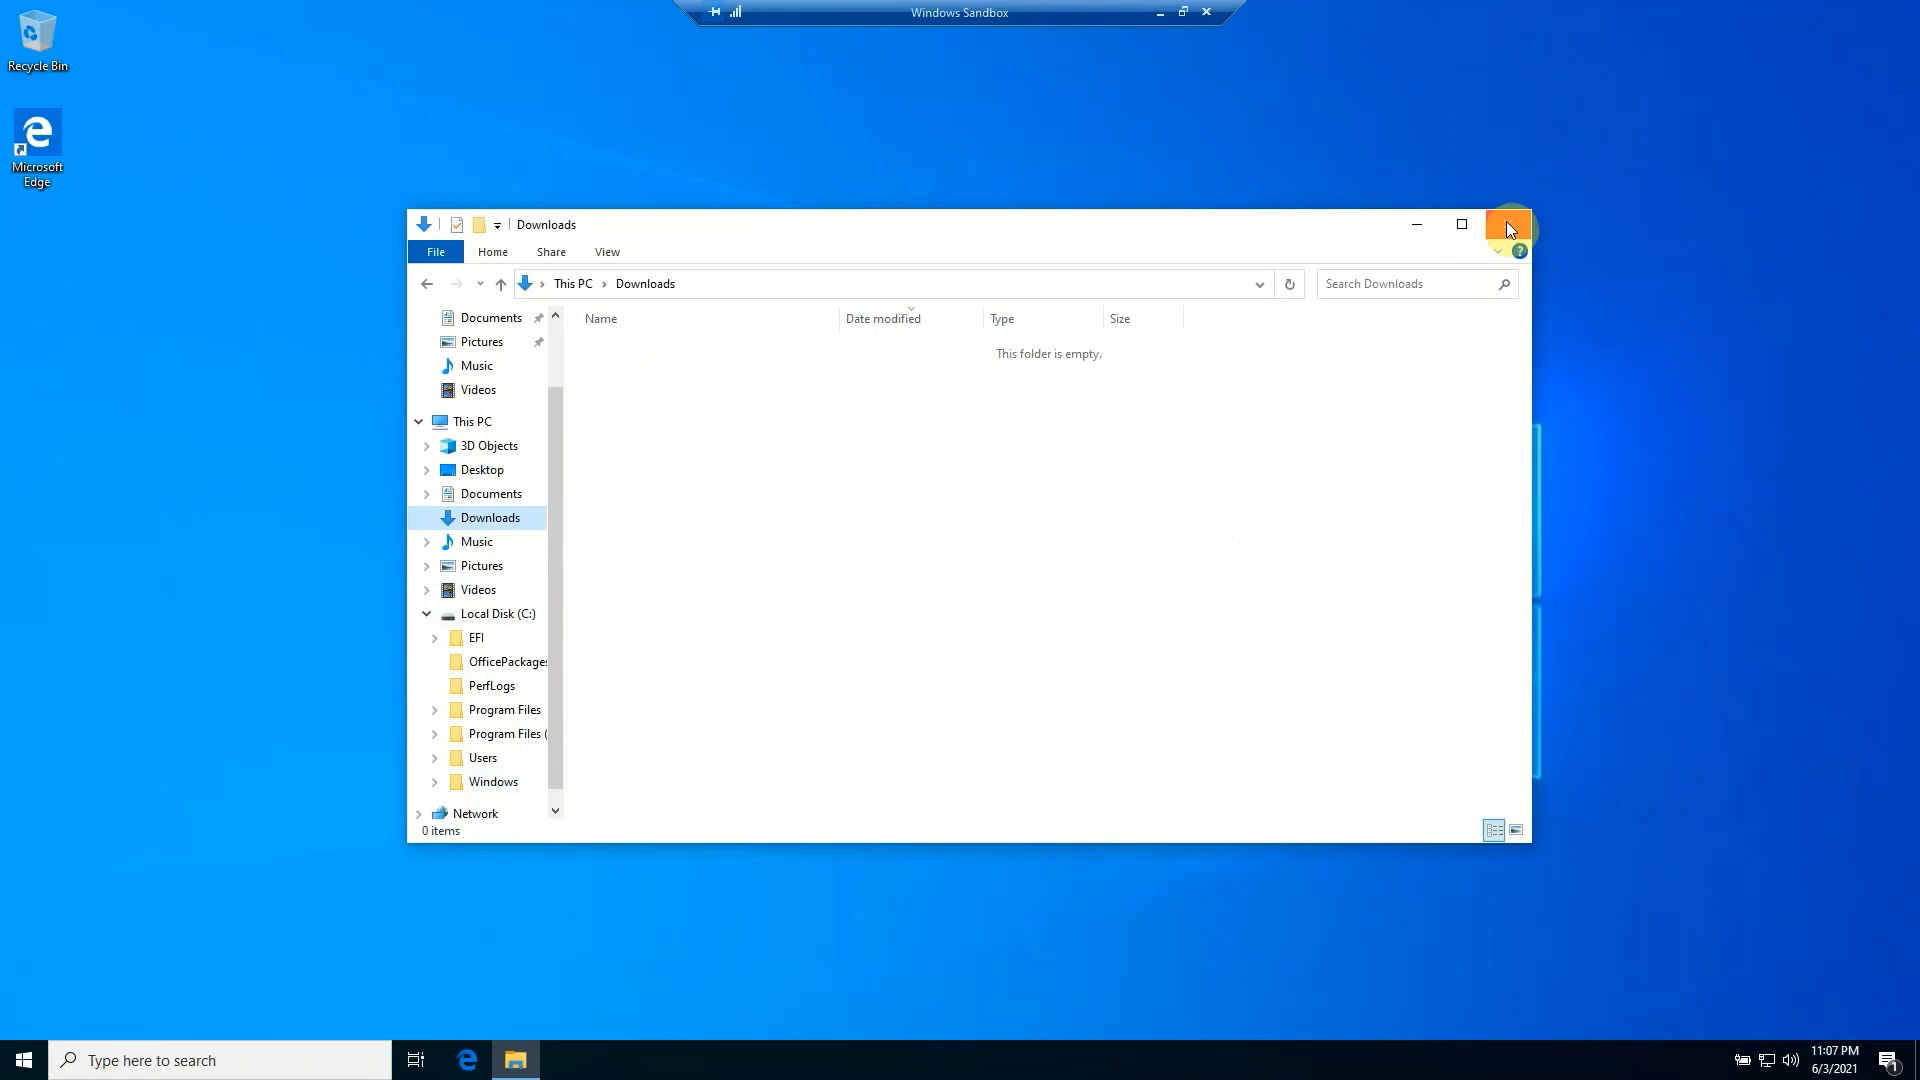 Windows Sandbox
Recycle Bin
Microsoft
Edge
Downloads
File Home Share View
This PC Downloads
Search Downloads
Documents
Pictures
Music
Videos
This PC
3D Objects
Desktop
Documents
Downloads
Music
Pictures
Videos
Local Disk (C:)
EFI
OfficePackages
PerfLogs
Program Files
Program Files (
Users
Windows
Network
Name Date modified Type Size
This folder is empty.
0 items
Type here to search
11:07 PM
6/3/2021
1